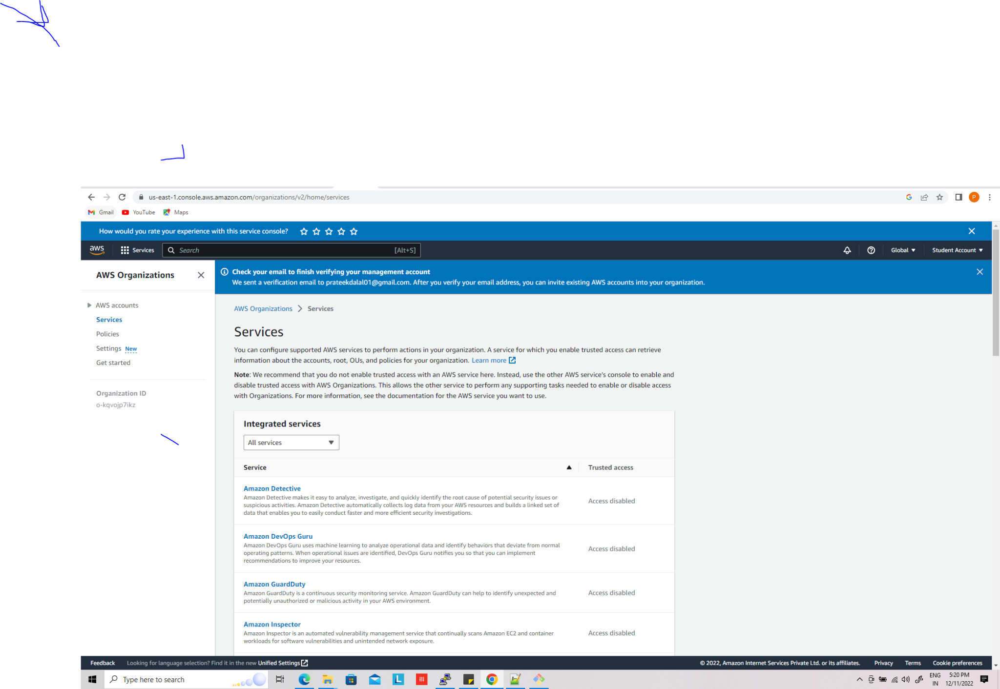 us-east-1.console.aws.amazon.com/organizations/v2/home/services
P
Gmail YouTube Maps
How would you rate your experience with this service console?
aws Services Search [Alt+S] Global Student Account
AWS Organizations
Check your email to finish verifying your management account
We sent a verification email to prateekdalal01@gmail.com. After you verify your email address, you can invite existing AWS accounts into your organization.
AWS accounts
Services
Policies
Settings New
Get started
Organization ID
o-kqvojp7ikz
AWS Organizations > Services
Services
You can configure supported AWS services to perform actions in your organization. A service for which you enable trusted access can retrieve
information about the accounts, root, OUs, and policies for your organization. Learn more
Note: We recommend that you do not enable trusted access with an AWS service here. Instead, use the other AWS service's console to enable and
disable trusted access with AWS Organizations. This allows the other service to perform any supporting tasks needed to enable or disable access
with Organizations. For more information, see the documentation for the AWS service you want to use.
Integrated services
All services
Service Trusted access
Amazon Detective
Amazon Detective makes it easy to analyze, investigate, and quickly identify the root cause of potential security issues or
suspicious activities. Amazon Detective automatically collects log data from your AWS resources and builds a linked set of
data that enables you to easily conduct faster and more efficient security investigations.
Access disabled
Amazon DevOps Guru
Amazon DevOps Guru uses machine learning to analyze operational data and identify behaviors that deviate from normal
operating patterns. When operational issues are identified, DevOps Guru notifies you so that you can implement
recommendations to improve your resources.
Access disabled
Amazon GuardDuty
Amazon GuardDuty is a continuous security monitoring service. Amazon GuardDuty can help to identify unexpected and
potentially unauthorized or malicious activity in your AWS environment.
Access disabled
Amazon Inspector
Amazon Inspector is an automated vulnerability management service that continually scans Amazon EC2 and container
workloads for software vulnerabilities and unintended network exposure.
Access disabled
Feedback Looking for language selection? Find it in the new Unified Settings © 2022, Amazon Internet Services Private Ltd. or its affiliates. Privacy Terms Cookie preferences
Type here to search
L
ENG
IN
5:20 PM
12/11/2022